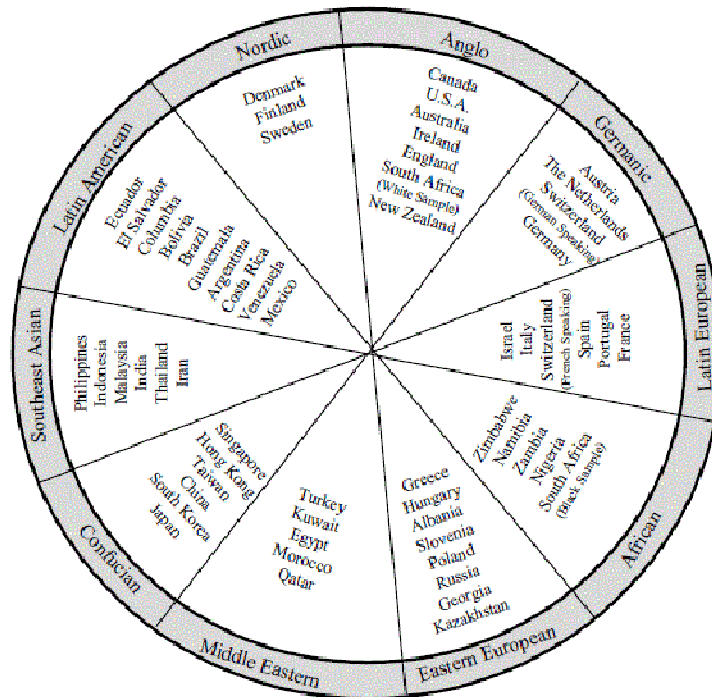 Nordic
Denmark
Finland
Sweden
Anglo
Canada
U.S.A.
Australia
Ireland
England
South Africa
(White Sample)
New Zealand
Germanic
Austria
The Netherlands
Switzerland
(German Speaking)
Germany
Latin European
Israel
Italy
Switzerland
(French Speaking)
Spain
Portugal
France
African
Zimbabwe
Namibia
Zambia
Nigeria
South Africa
(Black Sample)
Eastern European
Greece
Hungary
Albania
Slovenia
Poland
Russia
Georgia
Kazakhstan
Middle Eastern
Turkey
Kuwait
Egypt
Morocco
Qatar
Confucian
Singapore
Hong Kong
Taiwan
China
South Korea
Japan
Southeast Asian
Philippines
Indonesia
Malaysia
India
Thailand
Iran
Latin American
Ecuador
El Salvador
Columbia
Bolivia
Brazil
Guatemala
Argentina
Costa Rica
Venezuela
Mexico